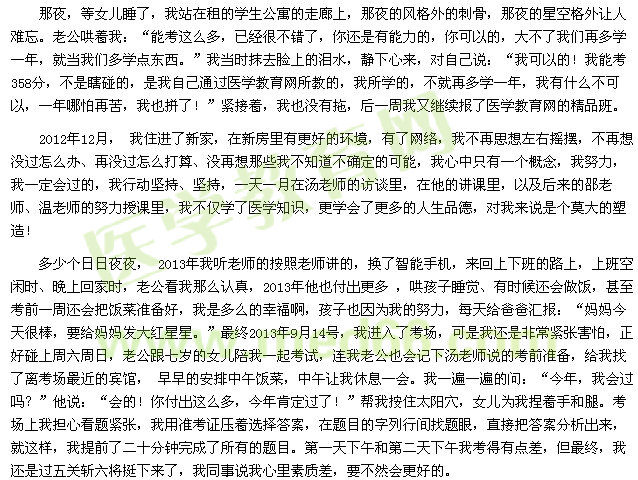 那夜，等女儿睡了，我站在租的学生公寓的走廊上，那夜的风格外的刺骨，那夜的星空格外让人
难忘。老公哄着我：“能考这么多，已经很不错了，你还是有能力的，你可以的，大不了我们再多学
一年，就当我们多学点东西。”我当时抹去脸上的泪水，静下心来，对自己说：“我可以的！我能考
358分，不是瞎碰的，是我自己通过医学教育网所教的，我所学的，不就再多学一年，我有什么不可
以，一年哪怕再苦，我也拼了！”紧接着，我也没有拖，后一周我又继续报了医学教育网的精品班。
2012年12月， 我住进了新家，在新房里有更好的环境，有了网络，我不再思想左右摇摆，不再想
没过怎么办、再没过怎么打算、没再想那些我不知道不确定的可能，我心中只有一个概念，我努力，
我一定会过的，我行动坚持、坚持，一天一月在汤老师的访谈里，在他的讲课里，以及后来的邵老
师、温老师的努力授课里，我不仅学了医学知识，更学会了更多的人生品德，对我来说是个莫大的塑
造！
多少个日日夜夜， 2013年我听老师的按照老师讲的，换了智能手机，来回上下班的路上，上班空
闲时、晚上回家时，老公看我那么认真，2013年他也付出更多 ，哄孩子睡觉、有时候还会做饭，甚至
考前一周还会把饭菜准备好，我是多么的幸福啊，孩子也因为我的努力，每天给爸爸汇报：“妈妈今
天很棒，要给妈妈发六红星星。”最终2013年9月14号，我进入了考场，可是我还是非常紧张害怕，正
好碰上周六周日，老公跟七岁的女儿陪我一起考试，连我老公也会记下汤老师说的考前准备，给我找
了离考场最近的宾馆， 早早的安排中午饭菜，中午让我休息一会。我一遍一遍的问：“今年，我会过
吗？”他说：“会的！你付出这么多，今年肯定过了！”帮我按住太阳穴，女儿为我捏着手和腿。考
场上我担心看题紧张，我用准考证压着选择答案，在题目的字列行间找题眼，直接把答案分析出来，
就这样，我提前了二十分钟完成了所有的题目。第一天下午和第二天下午我考得有点差，但最终，我
还是过五关斩六将挺下来了，我同事说我心里素质差，要不然会更好的。
医学教育网
www.med66.com